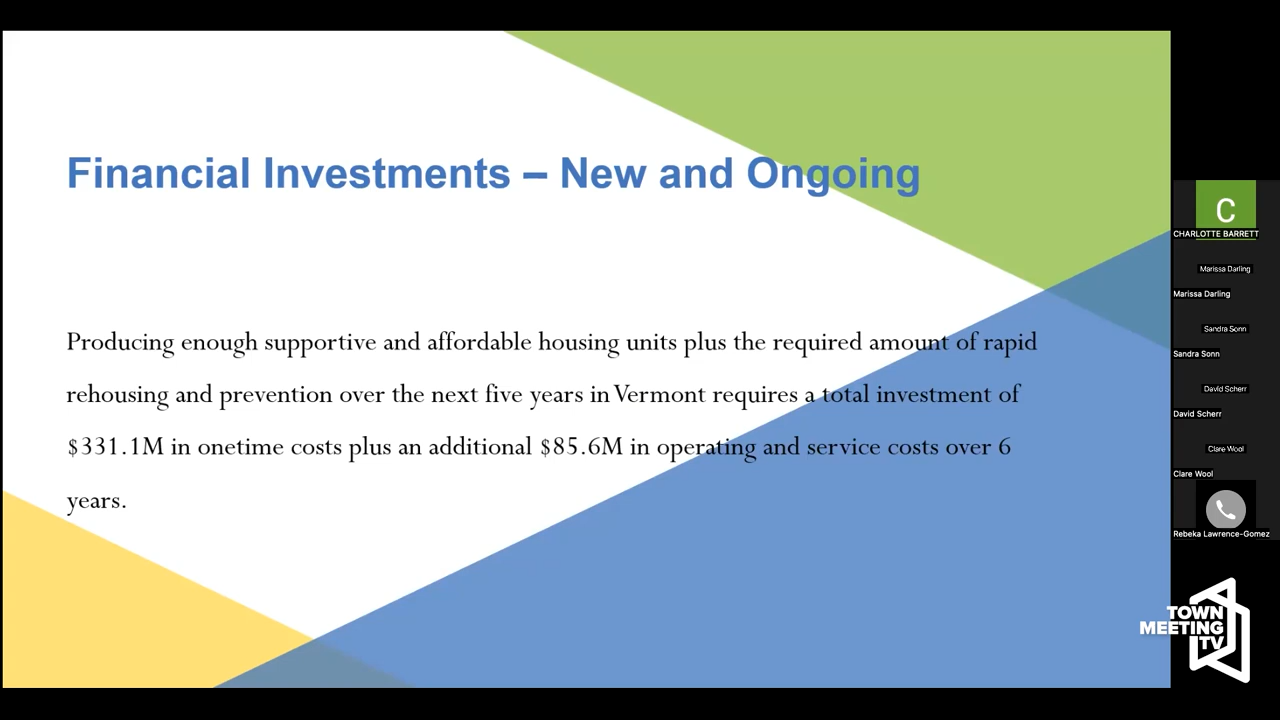 Financial Investments – New and Ongoing
Producing enough supportive and affordable housing units plus the required amount of rapid
rehousing and prevention over the next five years in Vermont requires a total investment of
$331.1M in onetime costs plus an additional $85.6M in operating and service costs over 6
years.
C
CHARLOTTE BARRETT
Marissa Darling
Marissa Darling
Sandra Sonn
Sandra Sonn
David Scherr
David Scherr
Clare Wool
Clare Wool
Rebeka Lawrence-Gomez
TOWN
MEETING
TV